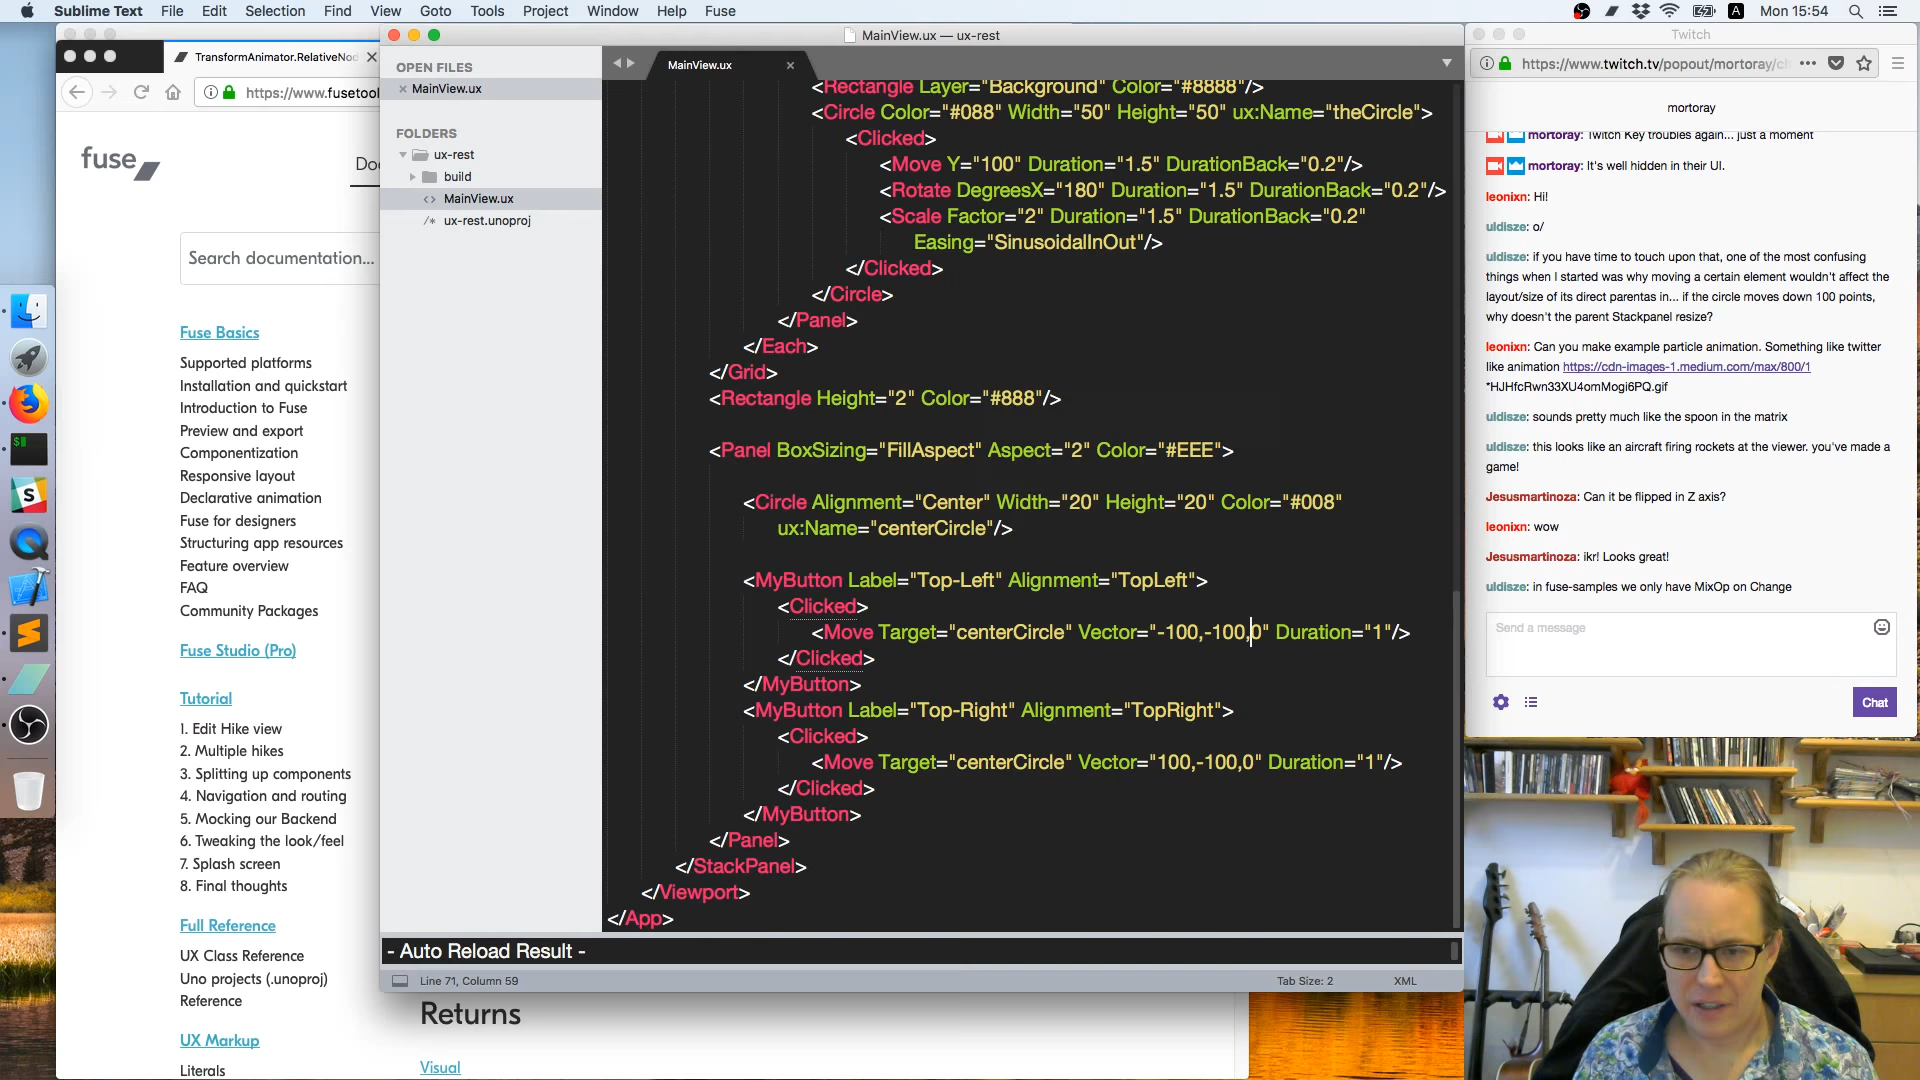 Sublime Text File Edit Selection Find View Goto Tools Project Window Help Fuse
A Mon 15:54
TransformAnimator.RelativeNod
https://www.fusetool
fuse
Doc
Search documentation...
Fuse Basics
Supported platforms
Installation and quickstart
Introduction to Fuse
Preview and export
Componentization
Responsive layout
Declarative animation
Fuse for designers
Structuring app resources
Feature overview
FAQ
Community Packages
Fuse Studio (Pro)
Tutorial
1. Edit Hike view
2. Multiple hikes
3. Splitting up components
4. Navigation and routing
5. Mocking our Backend
6. Tweaking the look/feel
7. Splash screen
8. Final thoughts
Full Reference
UX Class Reference
Uno projects (.unoproj)
Reference
UX Markup
Literals
Returns
Visual
MainView.ux — ux-rest
OPEN FILES
MainView.ux
FOLDERS
ux-rest
build
<> MainView.ux
/* ux-rest.unoproj
MainView.ux
<Rectangle Layer="Background" Color="#8888"/>
<Circle Color="#088" Width="50" Height="50" ux:Name="theCircle">
<Clicked>
<Move Y="100" Duration="1.5" DurationBack="0.2"/>
<Rotate DegreesX="180" Duration="1.5" DurationBack="0.2"/>
<Scale Factor="2" Duration="1.5" DurationBack="0.2"
Easing="SinusoidalInOut"/>
</Clicked>
</Circle>
</Panel>
</Each>
</Grid>
<Rectangle Height="2" Color="#888"/>
<Panel BoxSizing="FillAspect" Aspect="2" Color="#EEE">
<Circle Alignment="Center" Width="20" Height="20" Color="#008"
ux:Name="centerCircle"/>
<MyButton Label="Top-Left" Alignment="TopLeft">
<Clicked>
<Move Target="centerCircle" Vector="-100,-100,0" Duration="1"/>
</Clicked>
</MyButton>
<MyButton Label="Top-Right" Alignment="TopRight">
<Clicked>
<Move Target="centerCircle" Vector="100,-100,0" Duration="1"/>
</Clicked>
</MyButton>
</Panel>
</StackPanel>
</Viewport>
</App>
- Auto Reload Result -
Line 71, Column 59 Tab Size: 2 XML
Twitch
https://www.twitch.tv/popout/mortoray/ch
mortoray
mortoray: Twitch Key troubles again... just a moment
mortoray: It's well hidden in their UI.
leonixn: Hi!
uldisze: o/
uldisze: if you have time to touch upon that, one of the most confusing
things when I started was why moving a certain element wouldn't affect the
layout/size of its direct parentas in... if the circle moves down 100 points,
why doesn't the parent Stackpanel resize?
leonixn: Can you make example particle animation. Something like twitter
like animation https://cdn-images-1.medium.com/max/800/1
*HJHfcRwn33XU4omMogi6PQ.gif
uldisze: sounds pretty much like the spoon in the matrix
uldisze: this looks like an aircraft firing rockets at the viewer. you've made a
game!
Jesusmartinoza: Can it be flipped in Z axis?
leonixn: wow
Jesusmartinoza: ikr! Looks great!
uldisze: in fuse-samples we only have MixOp on Change
Send a message
Chat